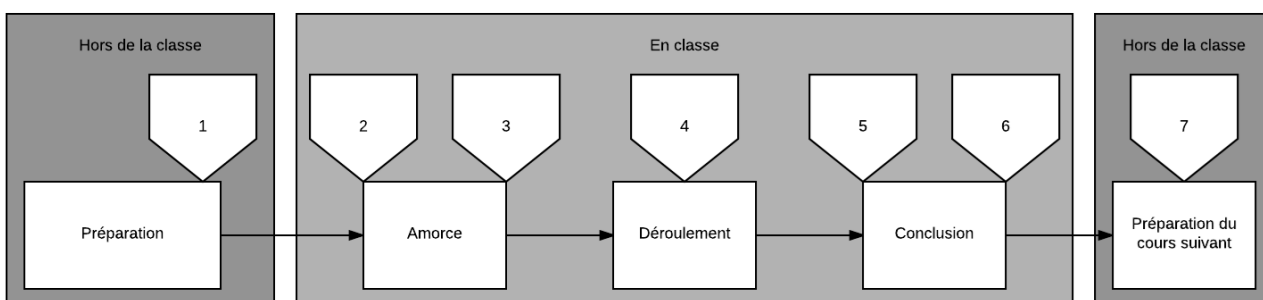 Hors de la classe
En classe
Hors de la classe
1
2
3
4
5
6
7
Préparation
Amorce
Déroulement
Conclusion
Préparation du
cours suivant